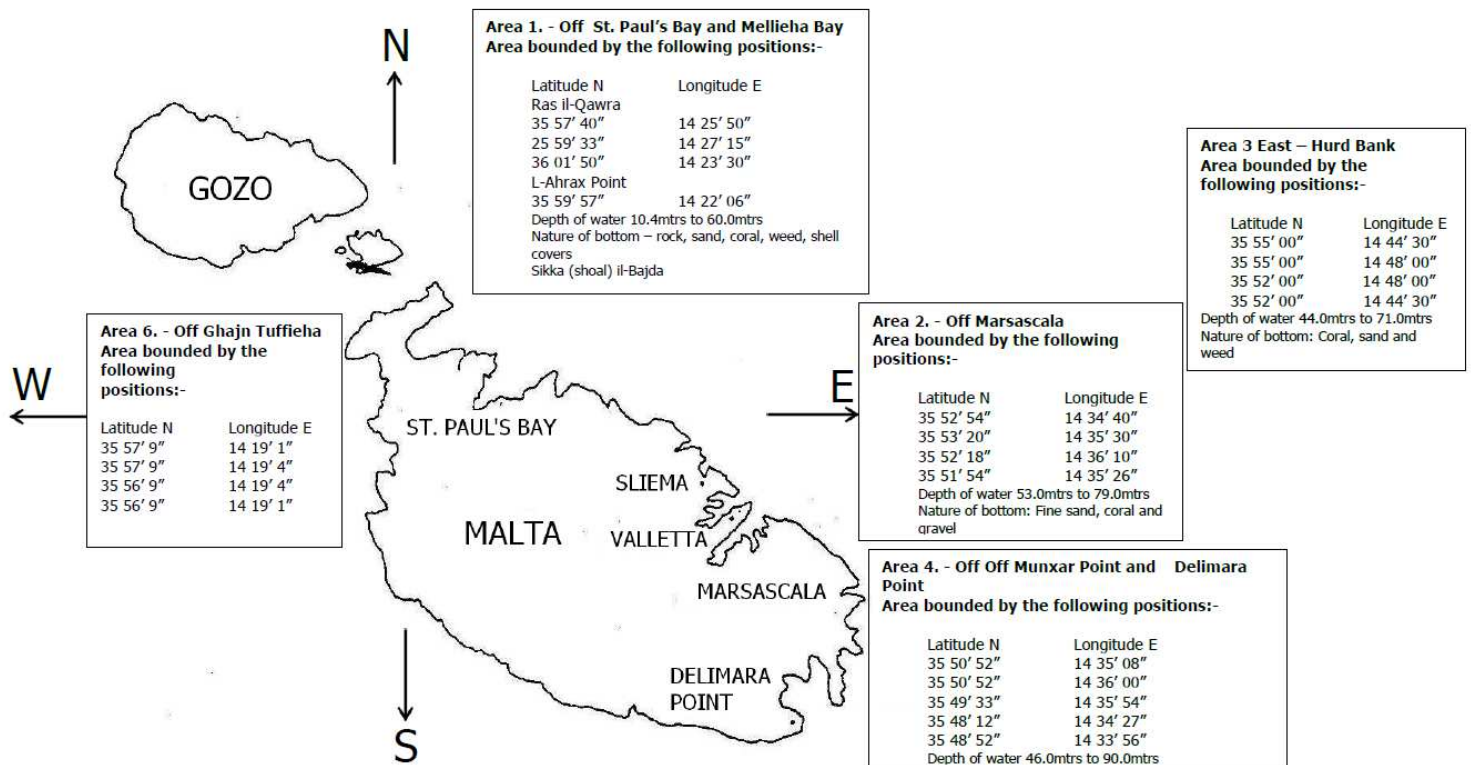 N
Area 1. - Off St. Paul's Bay and Mellieha Bay
Area bounded by the following positions:-
Latitude N Longitude E
Ras il-Qawra
35 57' 40" 14 25' 50"
25 59' 33" 14 27' 15"
36 01' 50" 14 23' 30"
L-Ahrax Point
35 59' 57" 14 22' 06"
Depth of water 10.4mtrs to 60.0mtrs
Nature of bottom – rock, sand, coral, weed, shell
covers
Sikka (shoal) il-Bajda
GOZO
Area 3 East – Hurd Bank
Area bounded by the
following positions:-
Latitude N Longitude E
35 55' 00" 14 44' 30"
35 55' 00" 14 48' 00"
35 52' 00" 14 48' 00"
35 52' 00" 14 44' 30"
Depth of water 44.0mtrs to 71.0mtrs
Nature of bottom: Coral, sand and
weed
W
Area 6. - Off Ghajn Tuffieha
Area bounded by the
following
positions:-
Latitude N Longitude E
35 57' 9" 14 19' 1"
35 57' 9" 14 19' 4"
35 56' 9" 14 19' 4"
35 56' 9" 14 19' 1"
E
Area 2. - Off Marsascala
Area bounded by the following
positions:-
Latitude N Longitude E
35 52' 54" 14 34' 40"
35 53' 20" 14 35' 30"
35 52' 18" 14 36' 10"
35 51' 54" 14 35' 26"
Depth of water 53.0mtrs to 79.0mtrs
Nature of bottom: Fine sand, coral and
gravel
ST. PAUL'S BAY
SLIEMA
MALTA
VALLETTA
MARSASCALA
DELIMARA
POINT
S
Area 4. - Off Off Munxar Point and Delimara
Point
Area bounded by the following positions:-
Latitude N Longitude E
35 50' 52" 14 35' 08"
35 50' 52" 14 36' 00"
35 49' 33" 14 35' 54"
35 48' 12" 14 34' 27"
35 48' 52" 14 33' 56"
Depth of water 46.0mtrs to 90.0mtrs